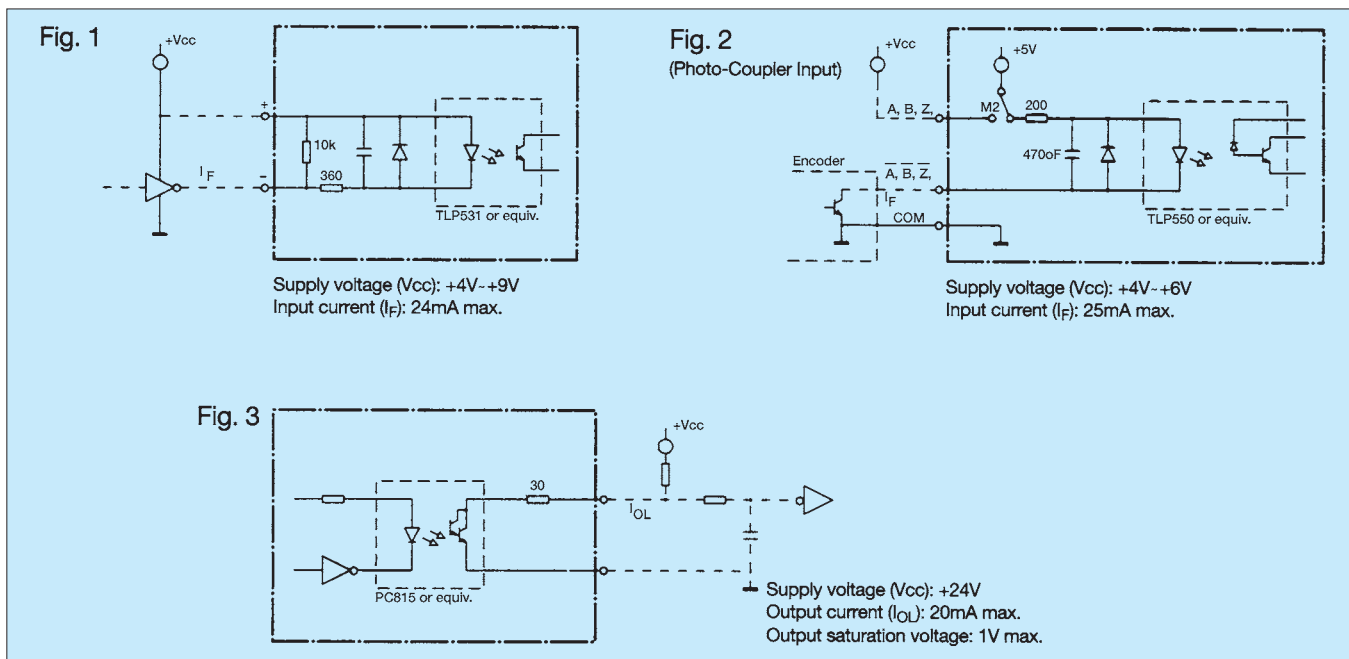 Fig. 1
+Vcc
+
10k
I F
360
−
TLP531 or equiv.
Supply voltage (Vcc): +4V~+9V
Input current (IF): 24mA max.
Fig. 2
(Photo-Coupler Input)
+Vcc
+5V
A, B, Z,
M2
200
470oF
Encoder
A, B, Z,
IF
COM
TLP550 or equiv.
Supply voltage (Vcc): +4V~+6V
Input current (IF): 25mA max.
Fig. 3
+Vcc
30
IOL
PC815 or equiv.
Supply voltage (Vcc): +24V
Output current (IOL): 20mA max.
Output saturation voltage: 1V max.